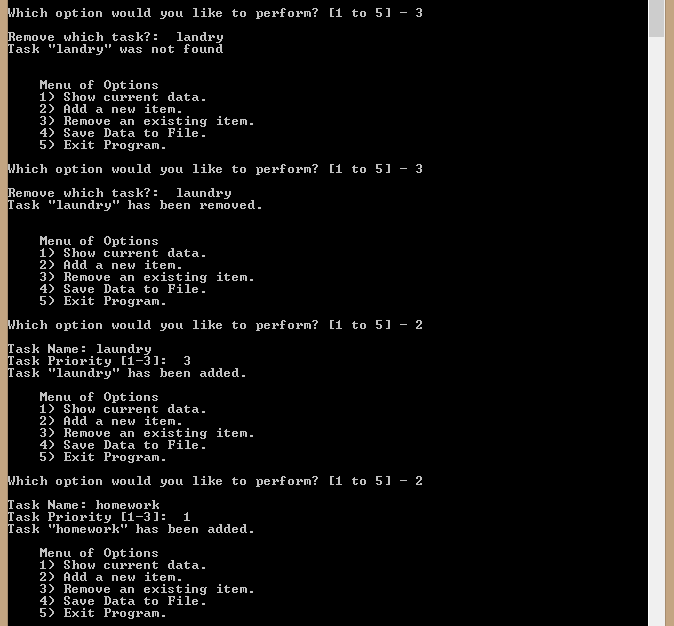 Which option would you like to perform? [1 to 5] - 3
Remove which task?:  landry
Task "landry" was not found
Menu of Options
1) Show current data.
2) Add a new item.
3) Remove an existing item.
4) Save Data to File.
5) Exit Program.
Which option would you like to perform? [1 to 5] - 3
Remove which task?:  laundry
Task "laundry" has been removed.
Menu of Options
1) Show current data.
2) Add a new item.
3) Remove an existing item.
4) Save Data to File.
5) Exit Program.
Which option would you like to perform? [1 to 5] - 2
Task Name: laundry
Task Priority [1-3]:  3
Task "laundry" has been added.
Menu of Options
1) Show current data.
2) Add a new item.
3) Remove an existing item.
4) Save Data to File.
5) Exit Program.
Which option would you like to perform? [1 to 5] - 2
Task Name: homework
Task Priority [1-3]:  1
Task "homework" has been added.
Menu of Options
1) Show current data.
2) Add a new item.
3) Remove an existing item.
4) Save Data to File.
5) Exit Program.